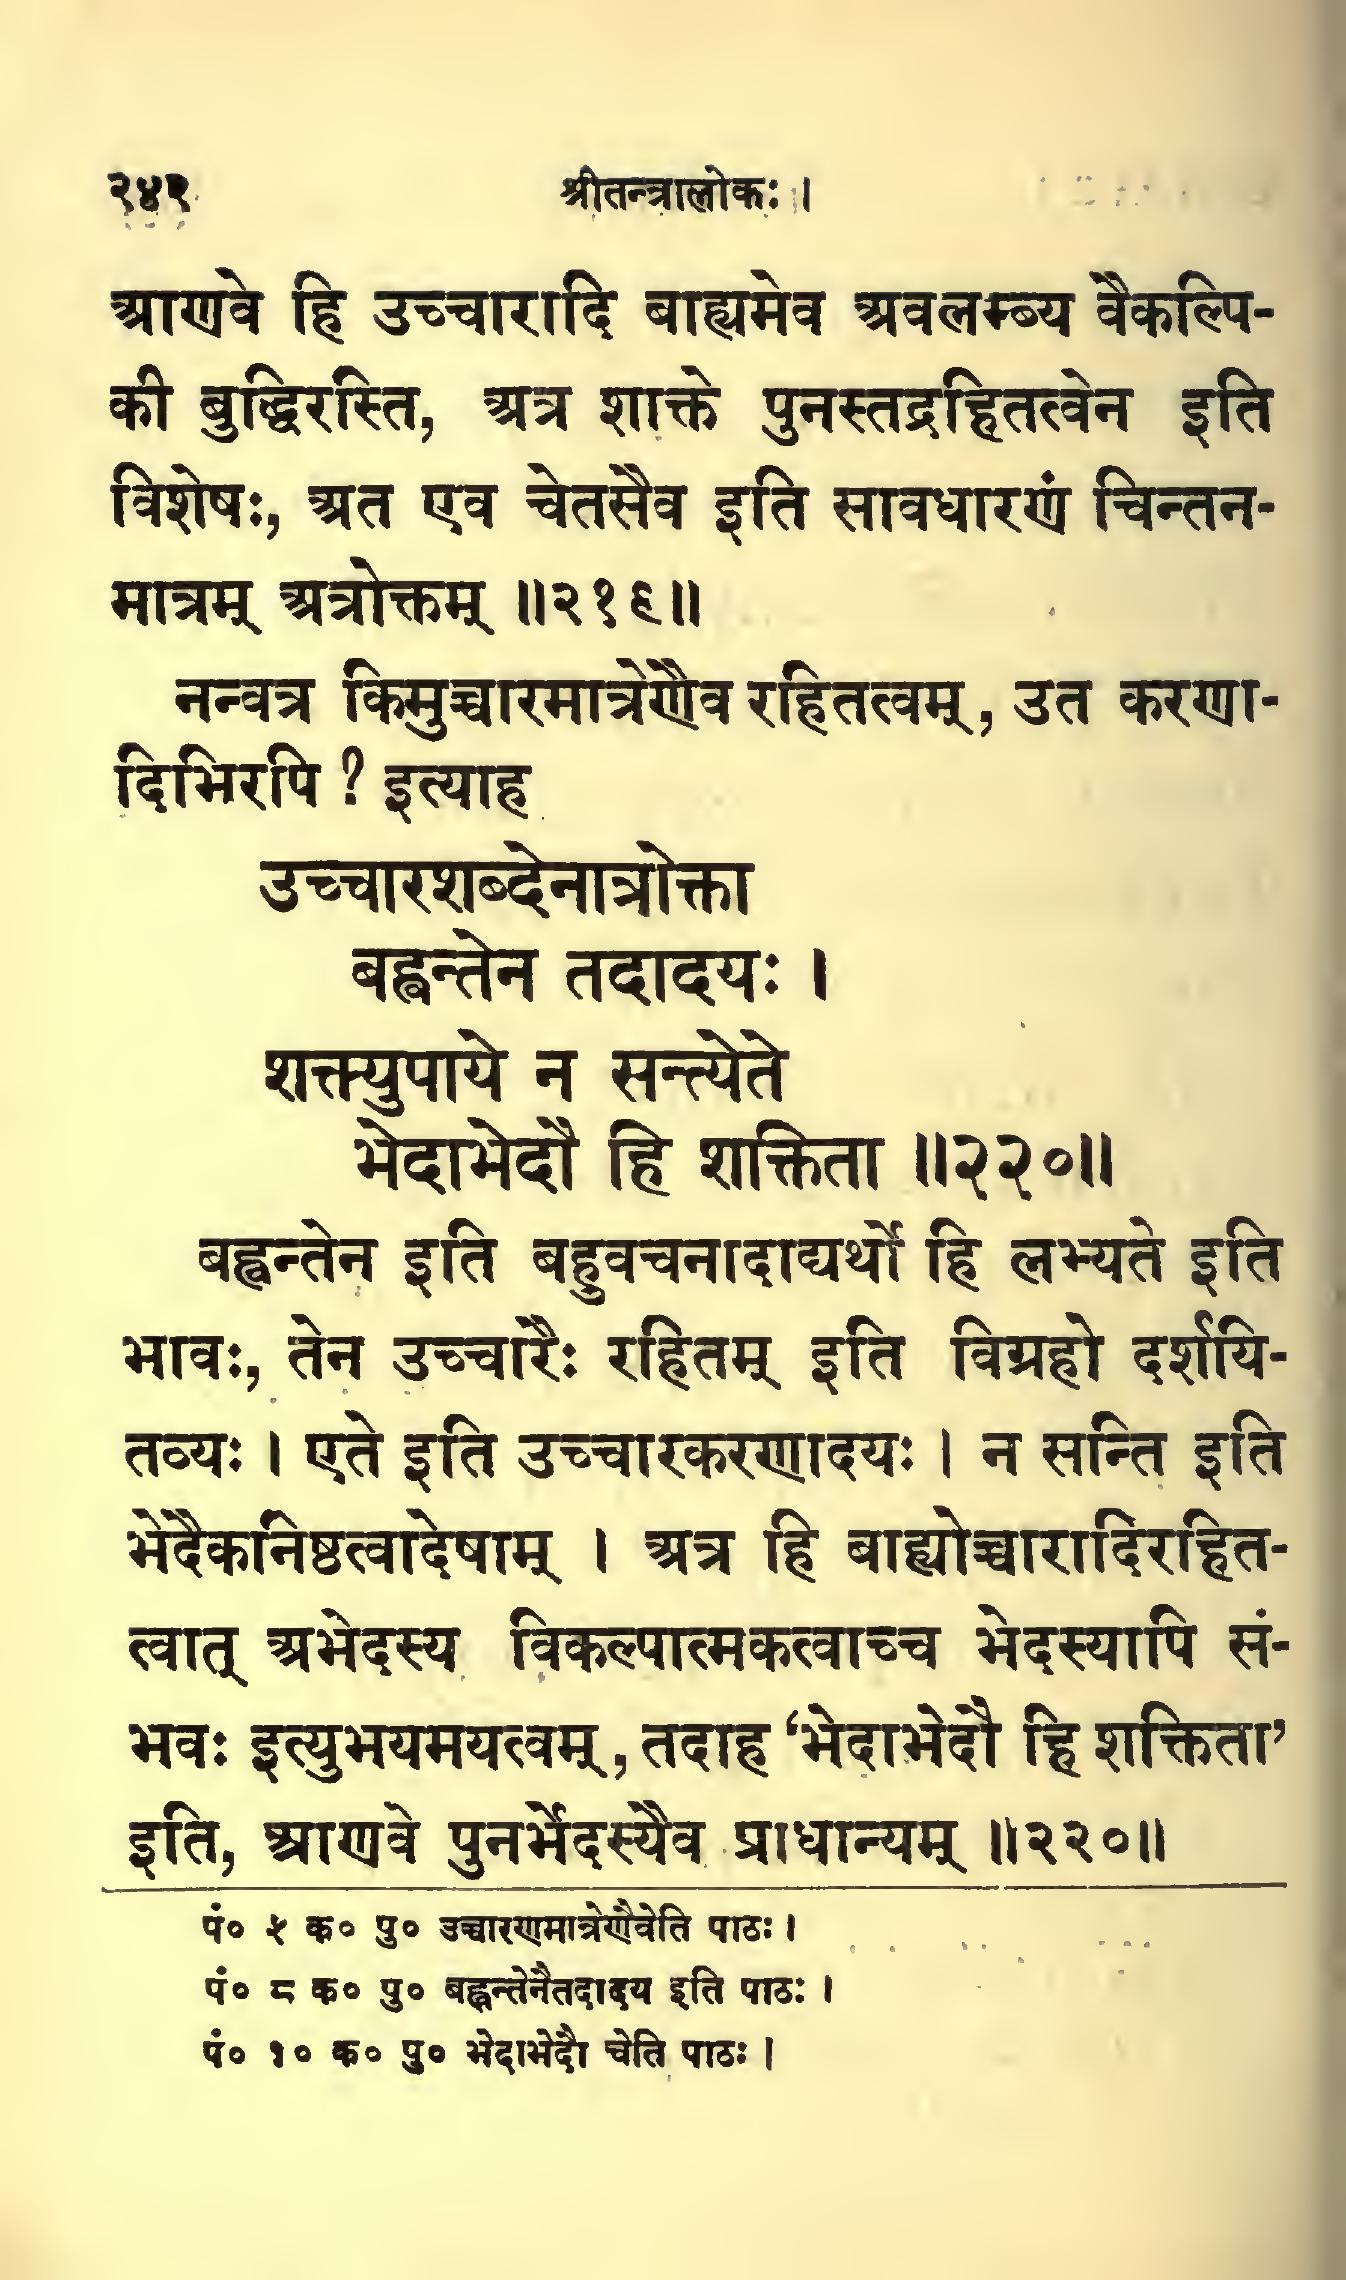 २४२
श्रीतन्त्रालोकः ।
आणवे हि उच्चारादि बाह्यमेव अवलम्ब्य वैकल्पि-
की बुद्धिरस्ति, अत्र शाक्ते पुनस्तद्रहितत्वेन इति
विशेषः, अत एव चेतसैव इति सावधारणं चिन्तन-
मात्रम् अत्रोक्तम् ॥२१९॥
नन्वत्र किमुच्चारमात्रेणैव रहितत्वम्, उत करणा-
दिभिरपि ? इत्याह
उच्चारशब्देनात्रोक्ता
बह्वन्तेन तदादयः ।
शक्त्युपाये न सन्त्येते
भेदाभेदौ हि शक्तिता ॥२२०॥
बह्वन्तेन इति बहुवचनादाद्यर्थो हि लभ्यते इति
भावः, तेन उच्चारैः रहितम् इति विग्रहो दर्शयि-
तव्यः । एते इति उच्चारकरणादयः । न सन्ति इति
भेदैकनिष्ठत्वादेषाम् । अत्र हि बाह्योच्चारादिरहित-
त्वात् अभेदस्य विकल्पात्मकत्वाच्च भेदस्यापि सं-
भवः इत्युभयमयत्वम्, तदाह ‘भेदाभेदौ हि शक्तिता’
इति, आणवे पुनर्भेदस्यैव प्राधान्यम् ॥२२०॥
पं० ५ क० पु० उच्चारणमात्रेणैवेति पाठः ।
पं० ८ क० पु० बह्वन्तेनैतदादय इति पाठः ।
पं० १० क० पु० भेदाभेदौ चेति पाठः ।